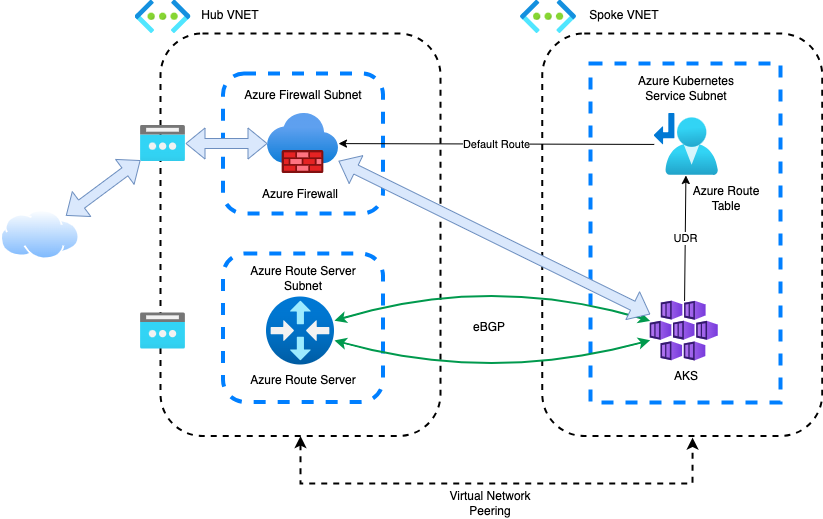 Hub VNET
Spoke VNET
Azure Firewall Subnet
Azure Firewall
Default Route
Azure Kubernetes
Service Subnet
Azure Route
Table
UDR
Azure Route Server
Subnet
Azure Route Server
eBGP
AKS
Virtual Network
Peering